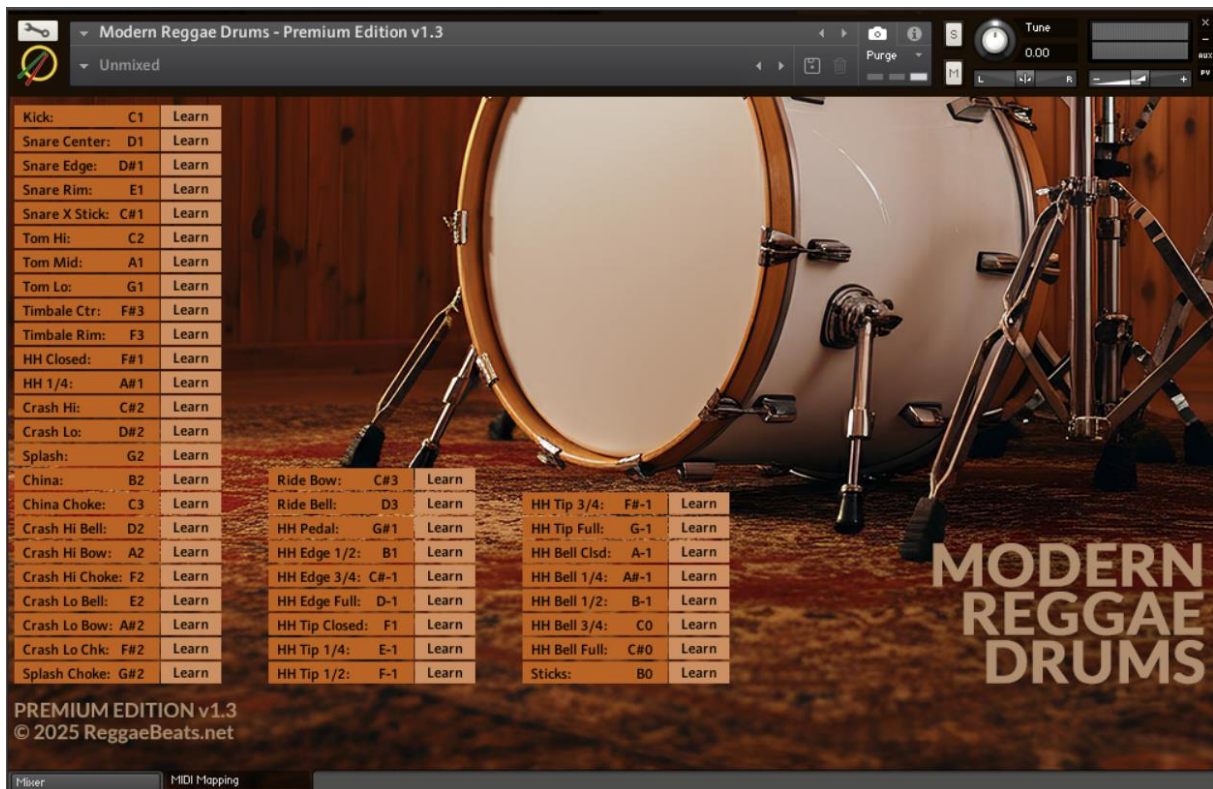 Modern Reggae Drums - Premium Edition v1.3
Unmixed
Purge
S
M
Tune
0.00
L R
- +
AUX
PV
Kick: C1 Learn
Snare Center: D1 Learn
Snare Edge: D#1 Learn
Snare Rim: E1 Learn
Snare X Stick: C#1 Learn
Tom Hi: C2 Learn
Tom Mid: A1 Learn
Tom Lo: G1 Learn
Timbale Ctr: F#3 Learn
Timbale Rim: F3 Learn
HH Closed: F#1 Learn
HH 1/4: A#1 Learn
Crash Hi: C#2 Learn
Crash Lo: D#2 Learn
Splash: G2 Learn
China: B2 Learn
China Choke: C3 Learn
Crash Hi Bell: D2 Learn
Crash Hi Bow: A2 Learn
Crash Hi Choke: F2 Learn
Crash Lo Bell: E2 Learn
Crash Lo Bow: A#2 Learn
Crash Lo Chk: F#2 Learn
Splash Choke: G#2 Learn
Ride Bow: C#3 Learn
Ride Bell: D3 Learn
HH Pedal: G#1 Learn
HH Edge 1/2: B1 Learn
HH Edge 3/4: C#-1 Learn
HH Edge Full: D-1 Learn
HH Tip Closed: F1 Learn
HH Tip 1/4: E-1 Learn
HH Tip 1/2: F-1 Learn
HH Tip 3/4: F#-1 Learn
HH Tip Full: G-1 Learn
HH Bell Clsd: A-1 Learn
HH Bell 1/4: A#-1 Learn
HH Bell 1/2: B-1 Learn
HH Bell 3/4: C0 Learn
HH Bell Full: C#0 Learn
Sticks: B0 Learn
MODERN
REGGAE
DRUMS
PREMIUM EDITION v1.3
© 2025 ReggaeBeats.net
Mixer
MIDI Mapping